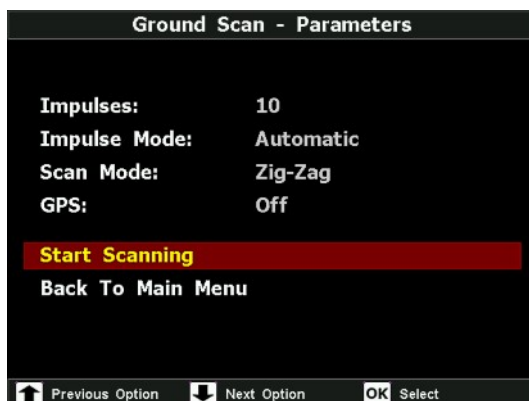 Ground Scan - Parameters
Impulses: 10
Impulse Mode: Automatic
Scan Mode: Zig-Zag
GPS: Off
Start Scanning
Back To Main Menu
Previous Option Next Option OK Select